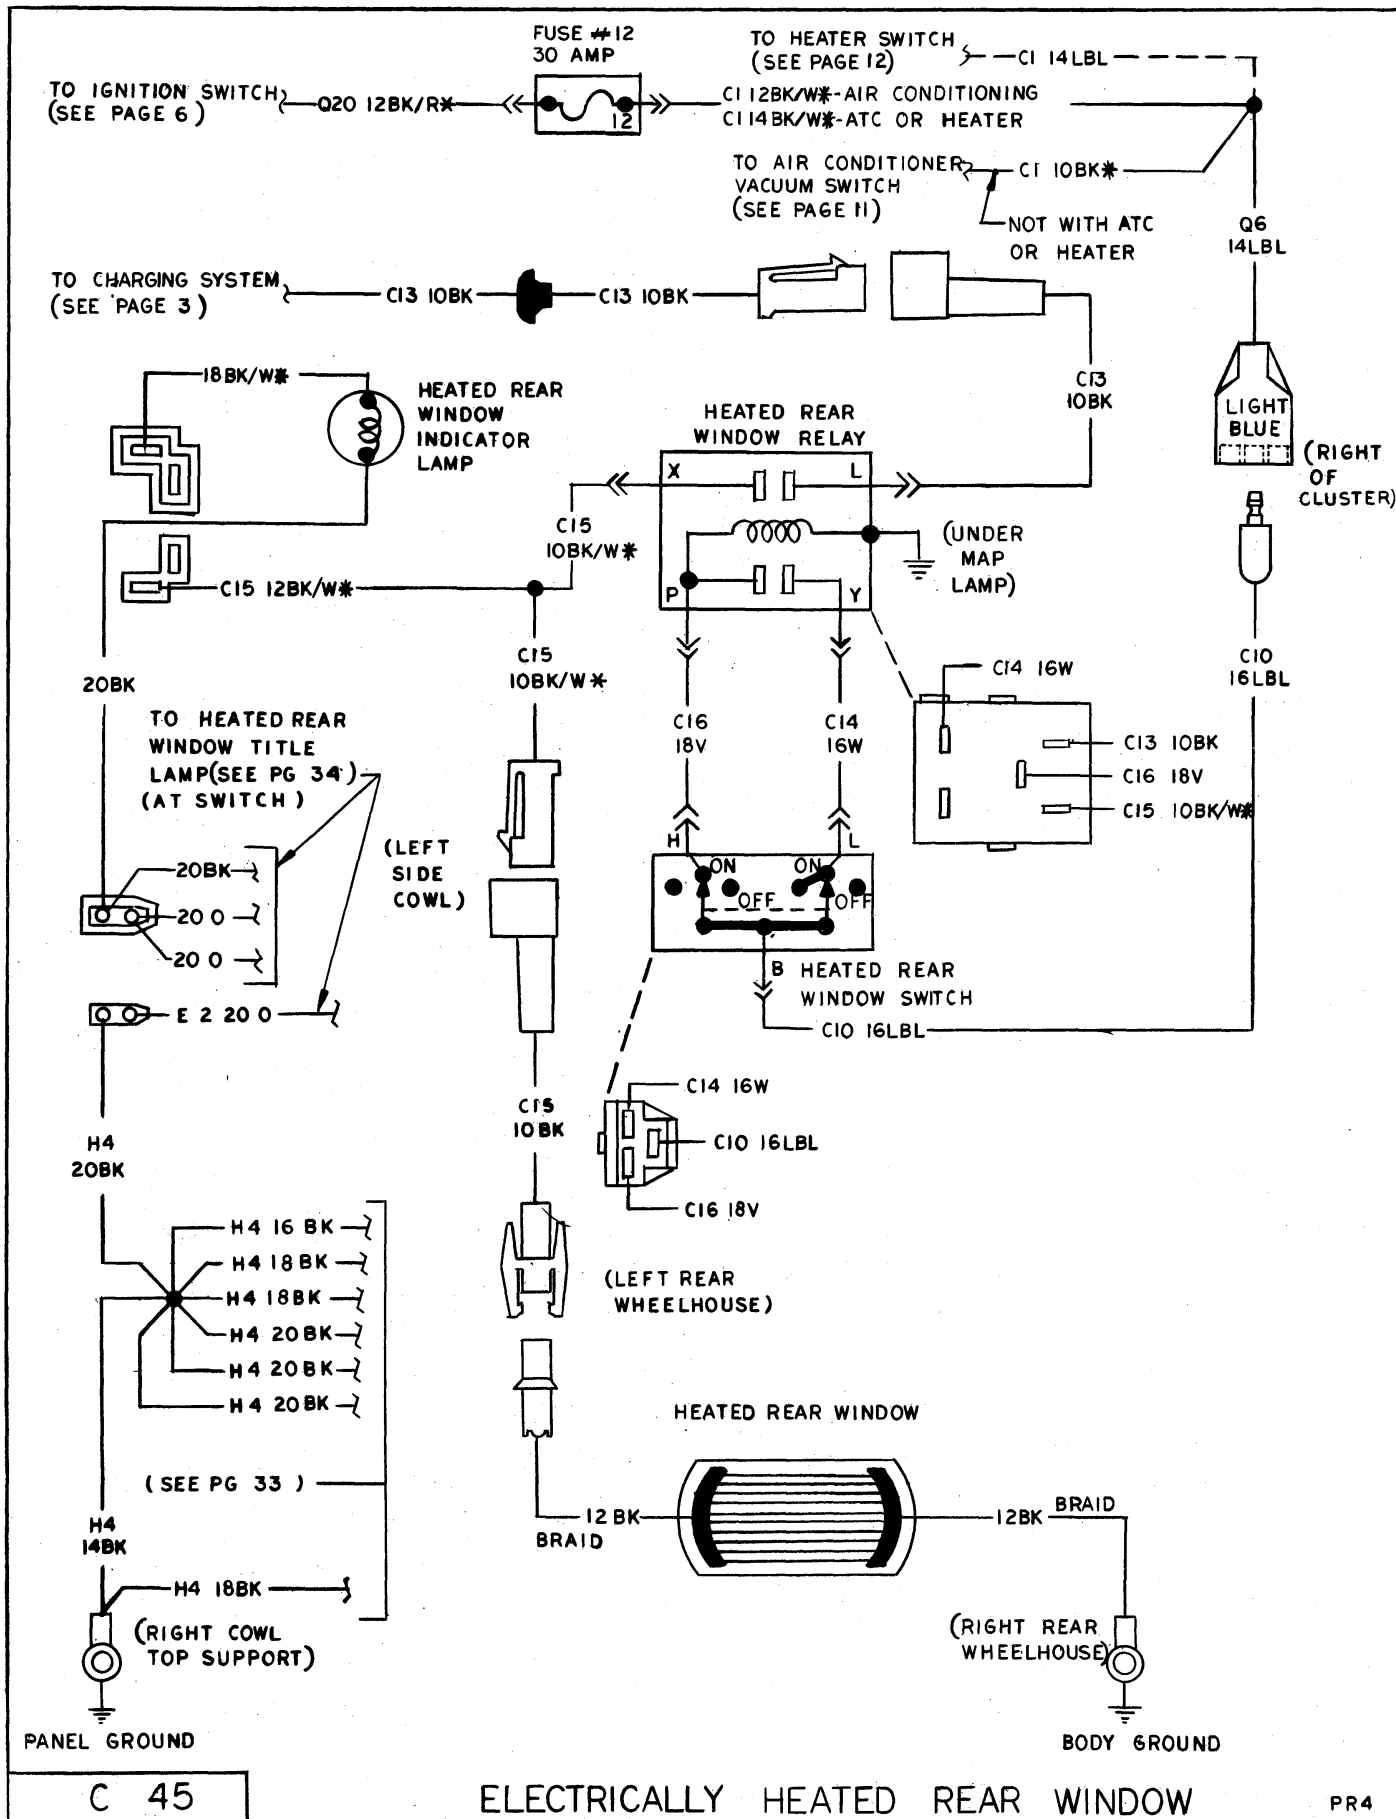 FUSE #12
30 AMP
TO HEATER SWITCH
(SEE PAGE 12)
C1 14LBL
TO IGNITION SWITCH
(SEE PAGE 6)
Q20 12BK/R*
12
C1 12BK/W*-AIR CONDITIONING
C1 14BK/W*-ATC OR HEATER
TO AIR CONDITIONER
VACUUM SWITCH
(SEE PAGE 11)
C1 10BK*
NOT WITH ATC
OR HEATER
Q6
14LBL
TO CHARGING SYSTEM
(SEE PAGE 3)
C13 10BK
C13 10BK
C13
10BK
18BK/W*
HEATED REAR
WINDOW
INDICATOR
LAMP
HEATED REAR
WINDOW RELAY
LIGHT
BLUE
(RIGHT
OF
CLUSTER)
X
L
C15
10BK/W*
(UNDER
MAP
LAMP)
P
Y
C15 12BK/W*
C15
10BK/W*
20BK
C10
16LBL
C14 16W
C16
18V
C14
16W
C13 10BK
C16 18V
C15 10BK/W*
TO HEATED REAR
WINDOW TITLE
LAMP(SEE PG 34)
(AT SWITCH)
(LEFT
SIDE
COWL)
H
L
ON
ON
OFF
OFF
20BK
20 O
20 O
B
HEATED REAR
WINDOW SWITCH
E 2 20 O
C10 16LBL
C14 16W
C10 16LBL
C16 18V
C15
10BK
H4
20BK
H4 16 BK
H4 18BK
H4 18BK
H4 20BK
H4 20BK
H4 20BK
(LEFT REAR
WHEELHOUSE)
(SEE PG 33)
HEATED REAR WINDOW
H4
14BK
12 BK
BRAID
12BK
BRAID
H4 18BK
(RIGHT COWL
TOP SUPPORT)
(RIGHT REAR
WHEELHOUSE)
PANEL GROUND
BODY GROUND
C 45
ELECTRICALLY HEATED REAR WINDOW
PR4